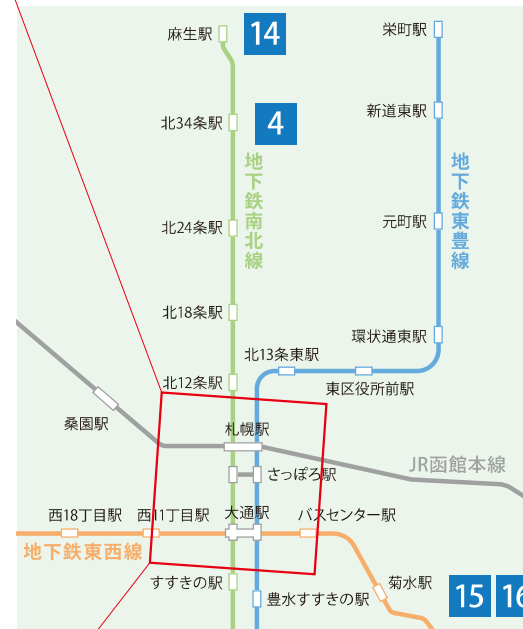 麻生駅
14
栄町駅
北34条駅
4
新道東駅
地下鉄南北線
地下鉄東豊線
北24条駅
元町駅
北18条駅
環状通東駅
北13条東駅
北12条駅
東区役所前駅
桑園駅
札幌駅
JR函館本線
さっぽろ駅
西18丁目駅
西11丁目駅
大通駅
バスセンター駅
地下鉄東西線
すすきの駅
豊水すすきの駅
菊水駅
15
16